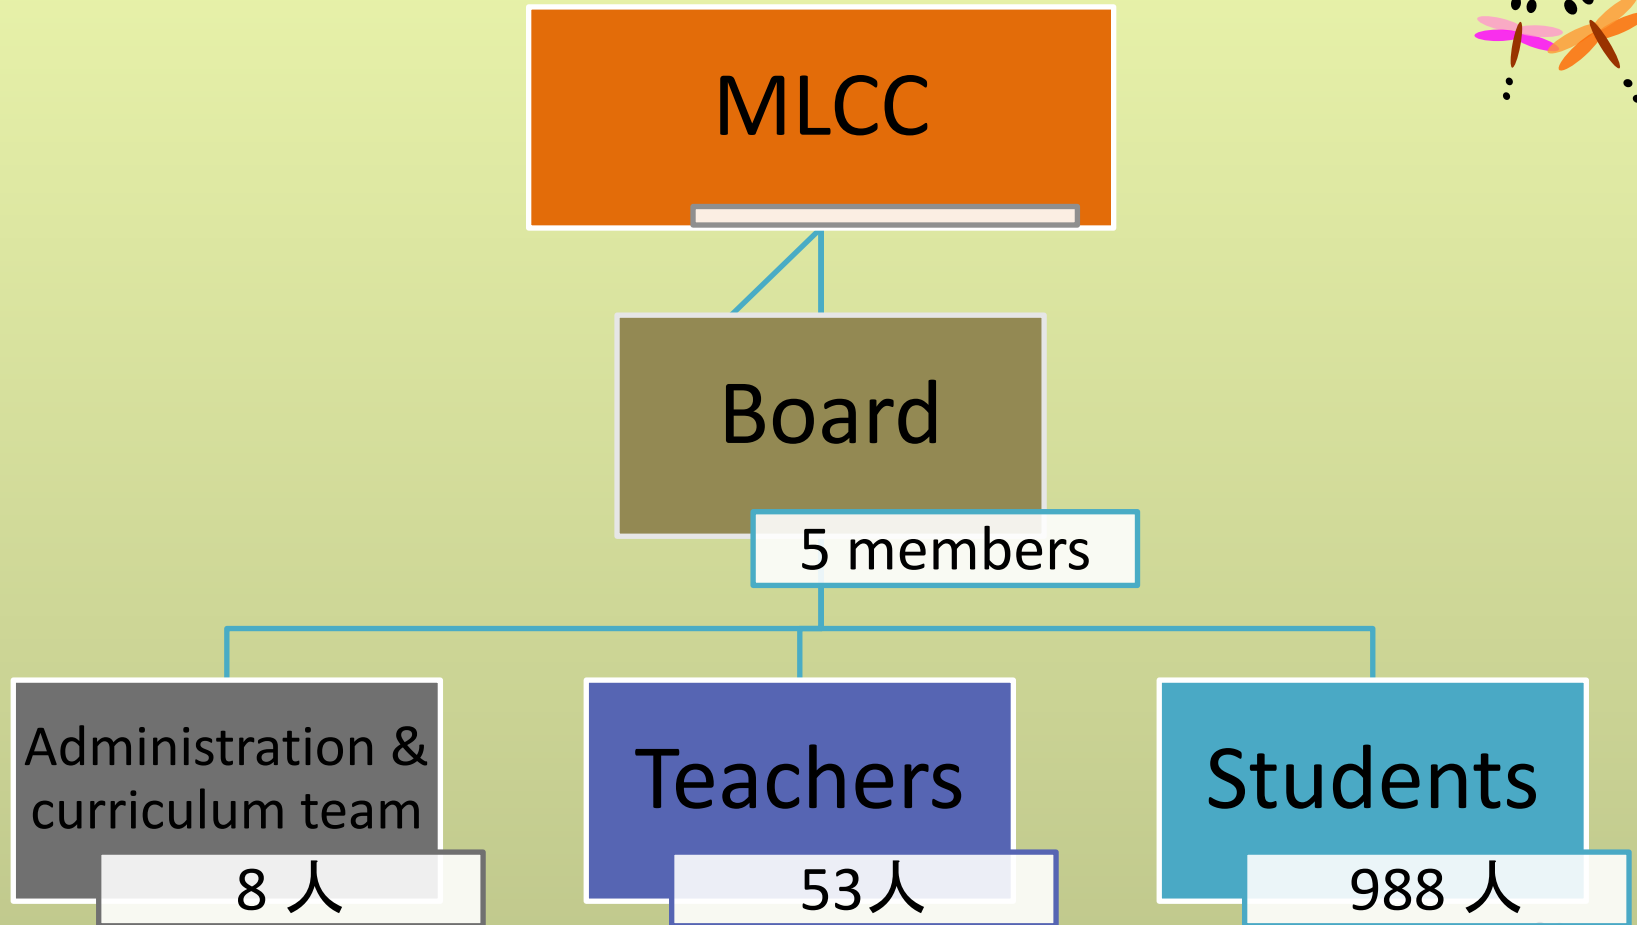 MLCC
Board
5 members
Administration &
curriculum team
8 人
Teachers
53人
Students
988 人